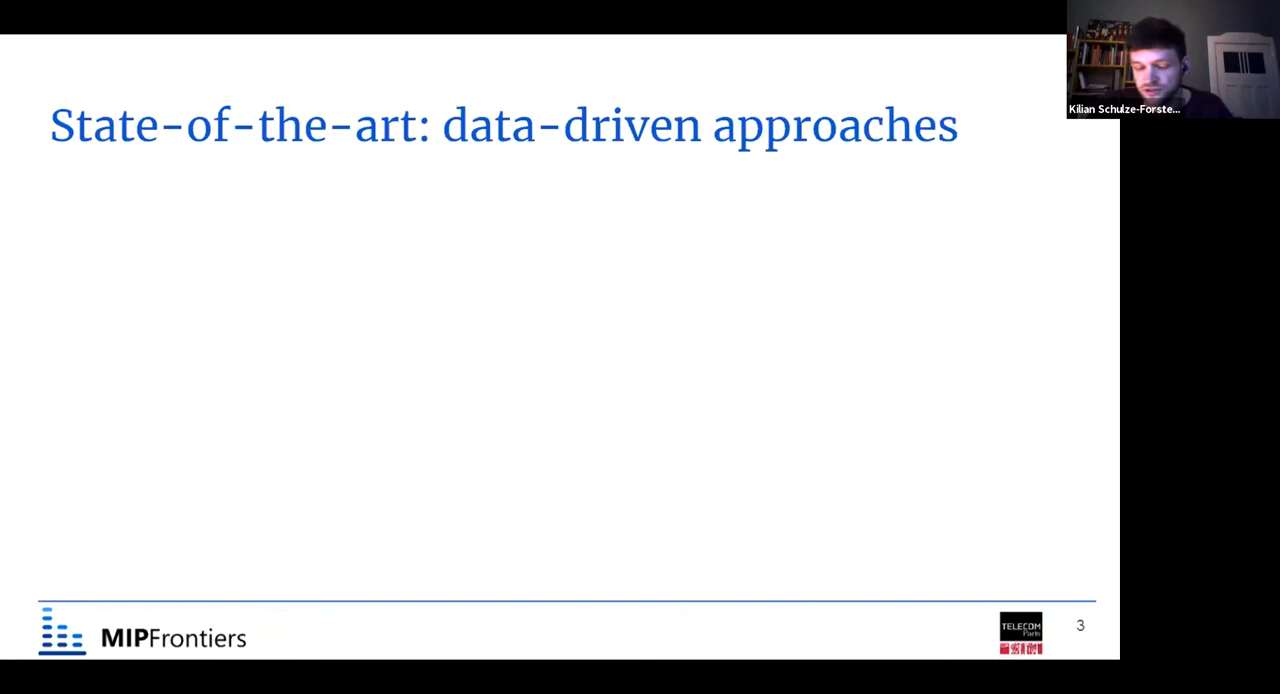 State-of-the-art: data-driven approaches
Kilian Schulze-Forste...
MIPFrontiers
TELECOM
Paris
3